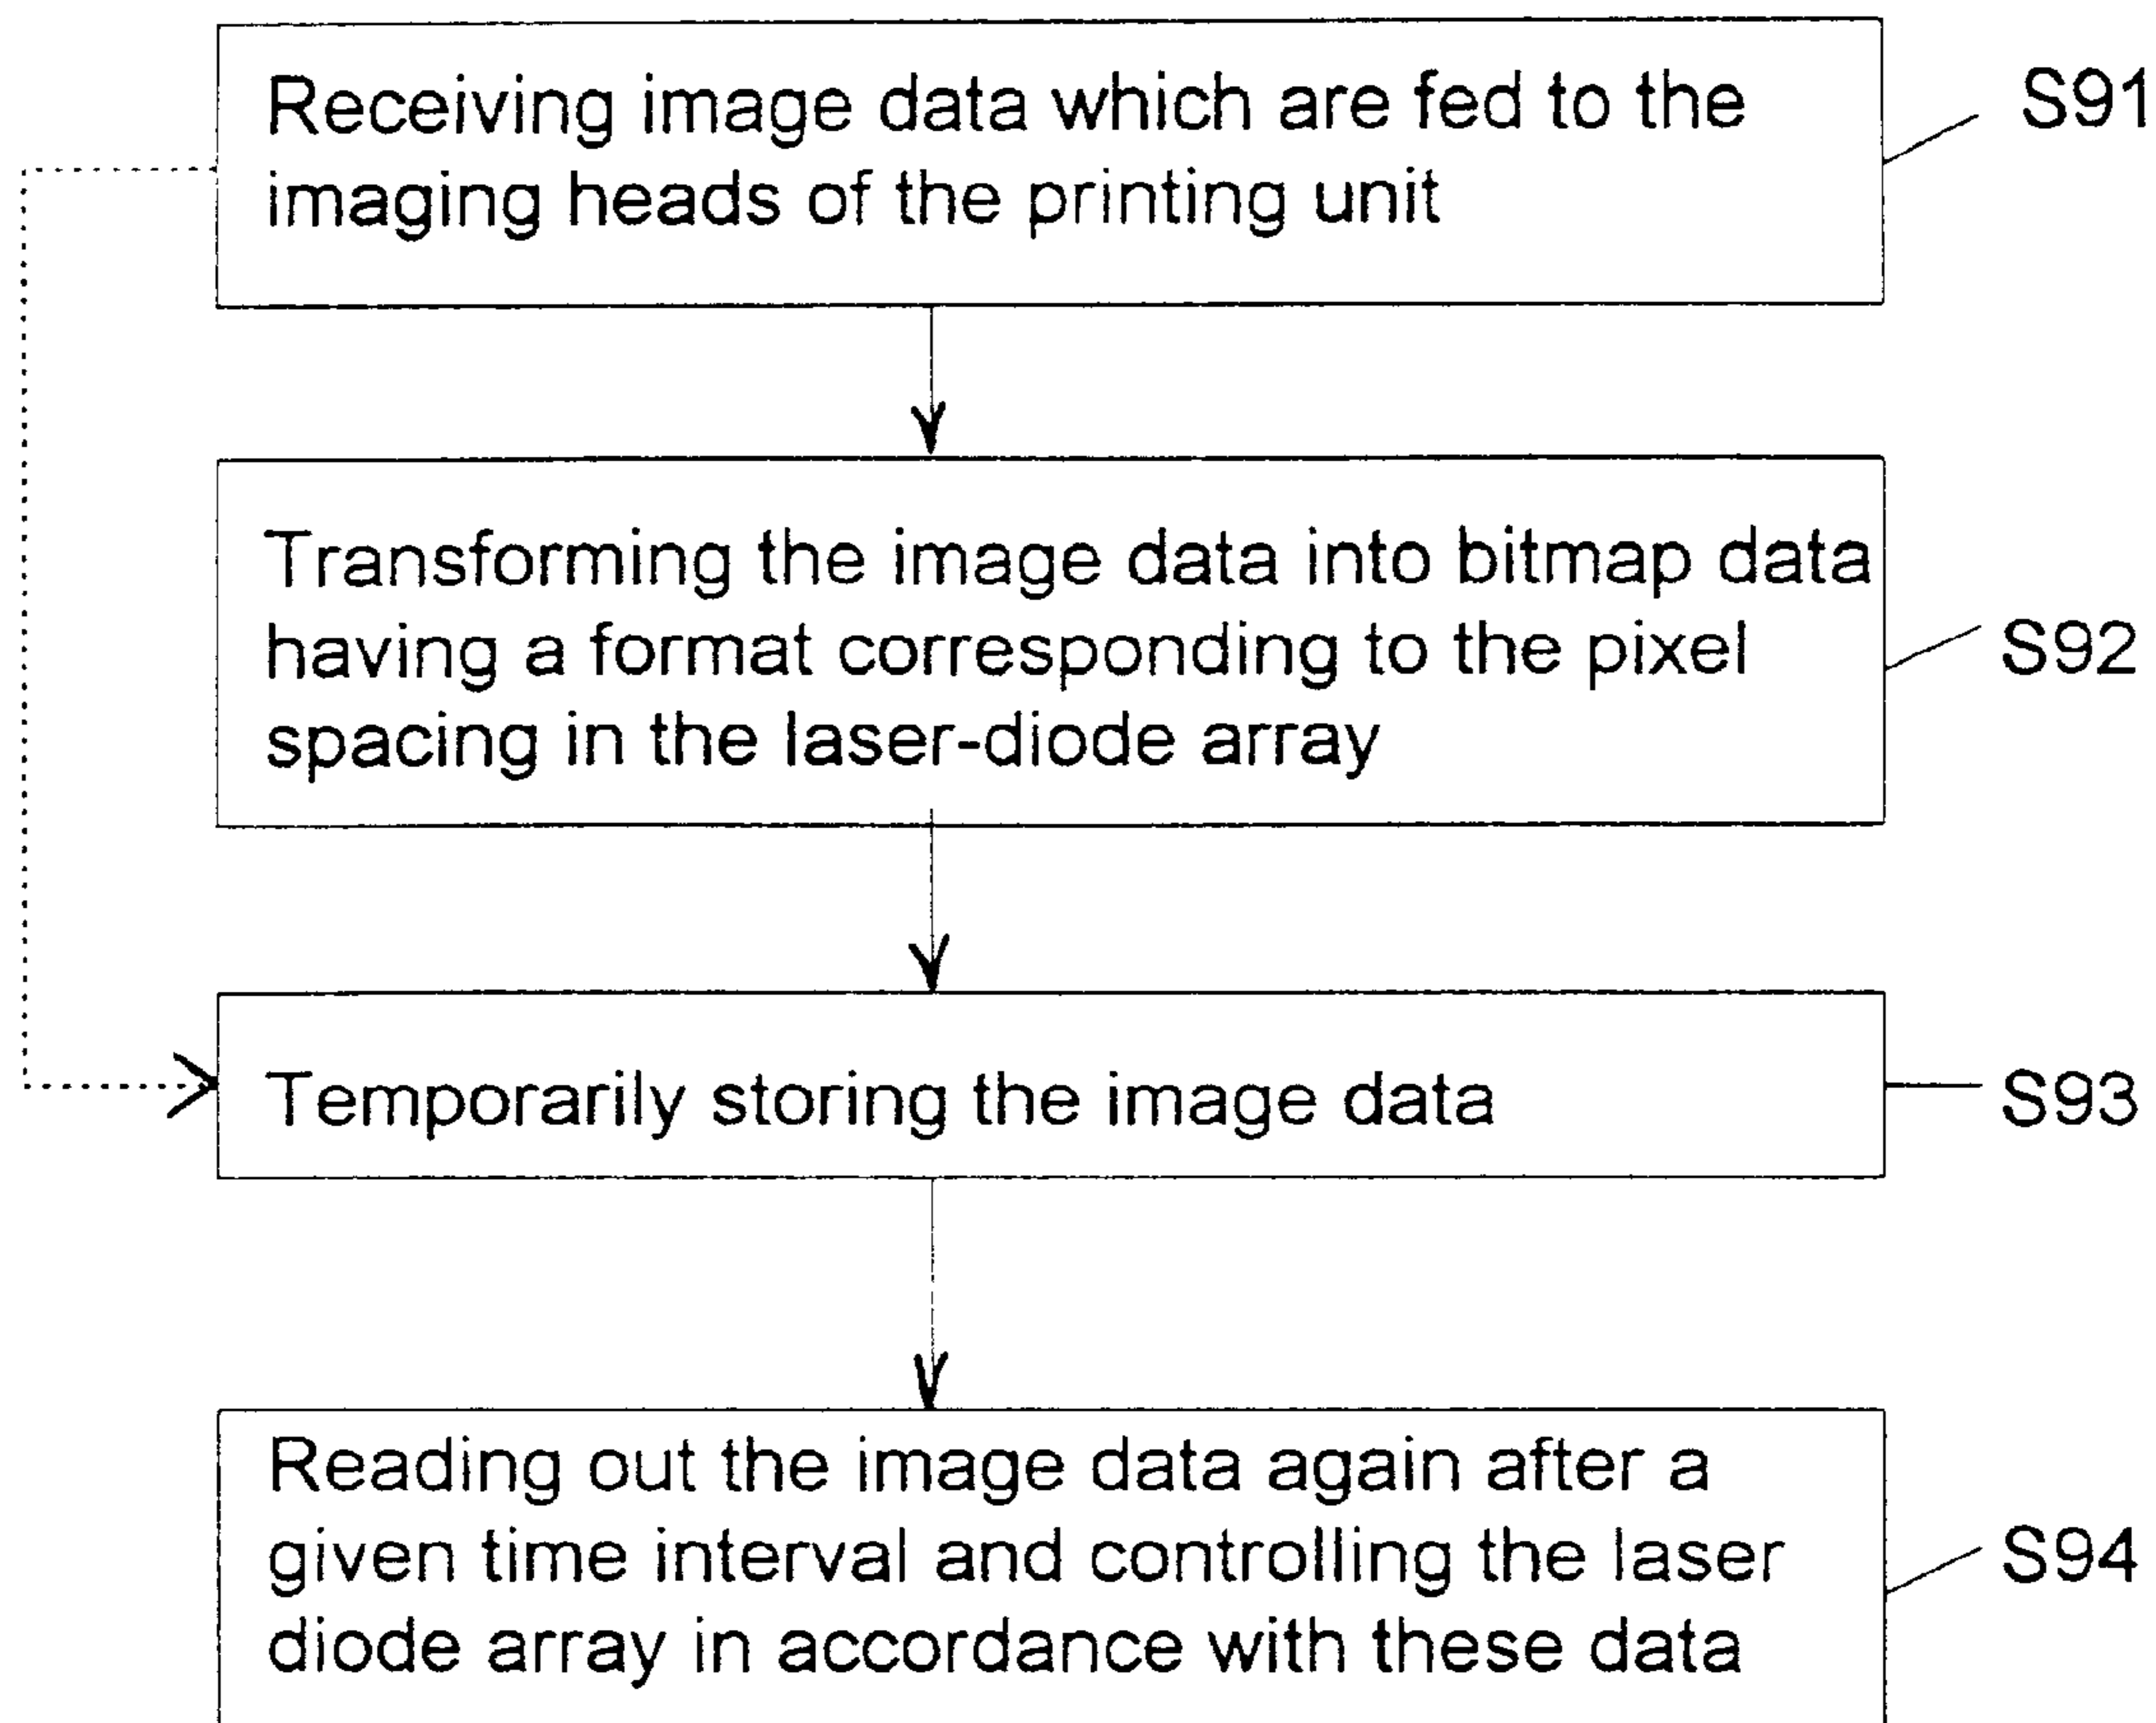 Receiving image data which are fed to the
imaging heads of the printing unit
S91
Transforming the image data into bitmap data
having a format corresponding to the pixel
spacing in the laser-diode array
S92
Temporarily storing the image data
S93
Reading out the image data again after a
given time interval and controlling the laser
diode array in accordance with these data
S94